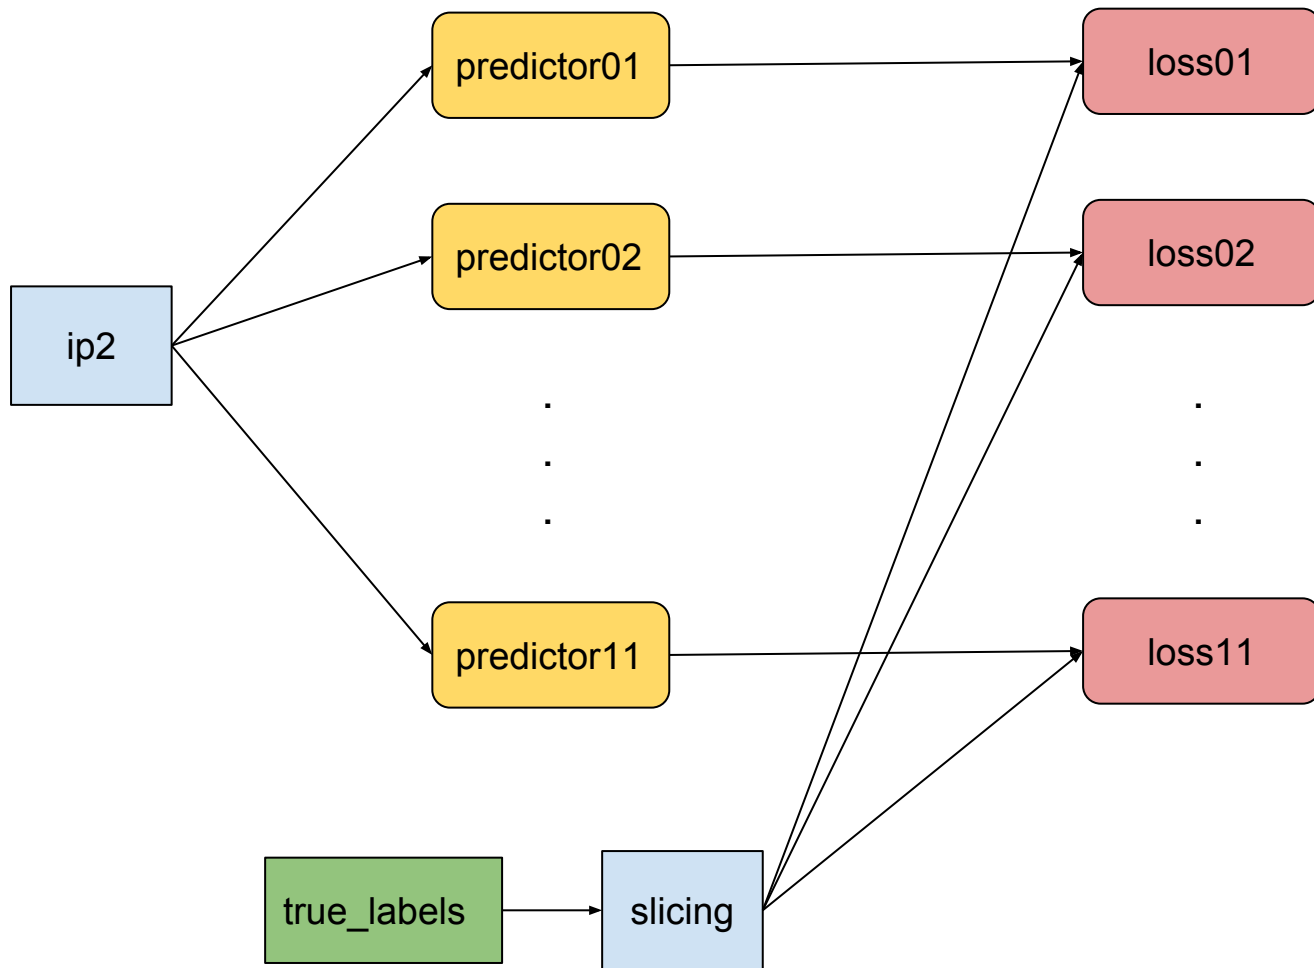 predictor01
loss01
predictor02
loss02
ip2
.
.
.
.
.
.
predictor11
loss11
true_labels
slicing